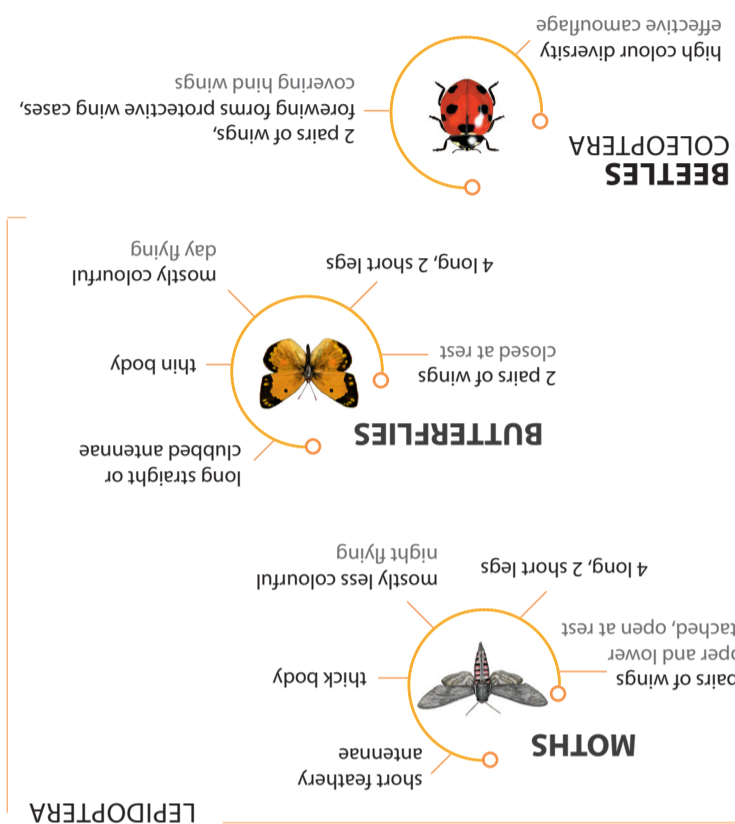 LEPIDOPTERA
MOTHS
short feathery
antennae
pairs of wings
and lower
open at rest
thick body
4 long, 2 short legs
mostly less colourful
night flying
BUTTERFLIES
long straight or
clubbed antennae
2 pairs of wings
closed at rest
thin body
4 long, 2 short legs
mostly colourful
day flying
BEETLES
COLEOPTERA
2 pairs of wings,
forewing forms protective wing cases,
covering hind wings
high colour diversity
effective camouflage